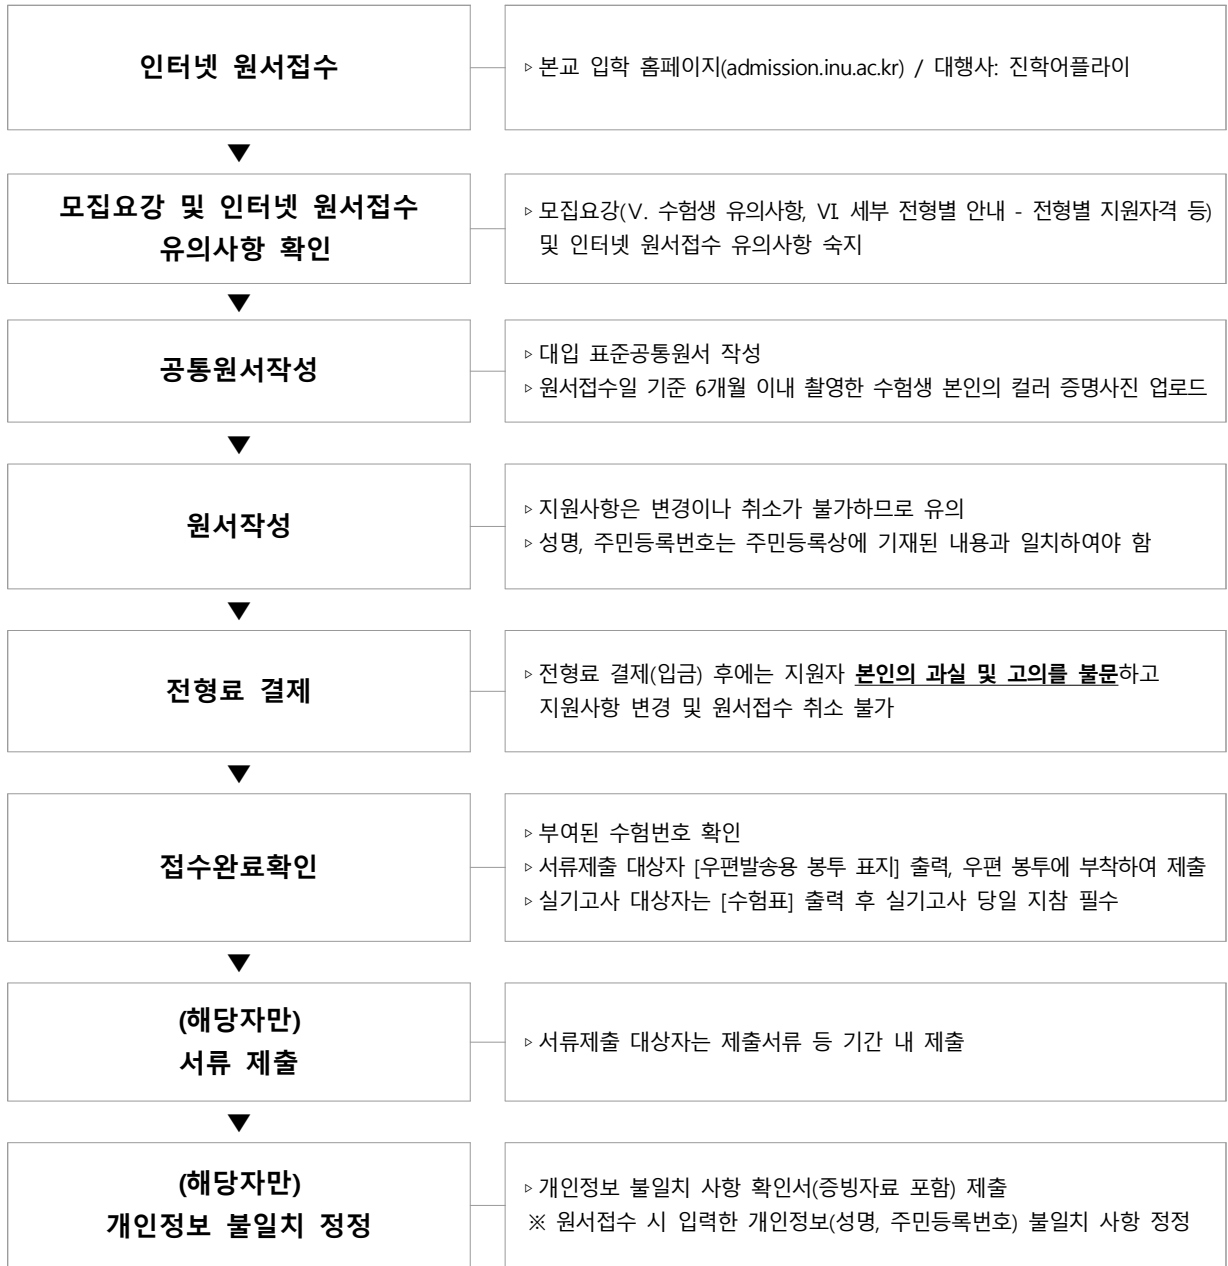 인터넷 원서접수
▹본교 입학 홈페이지(admission.inu.ac.kr) / 대행사: 진학어플라이
▼
모집요강 및 인터넷 원서접수
유의사항 확인
▹모집요강(Ⅴ. 수험생 유의사항, Ⅵ 세부 전형별 안내 - 전형별 지원자격 등)
및 인터넷 원서접수 유의사항 숙지
▼
공통원서작성
▹대입 표준공통원서 작성
▹원서접수일 기준 6개월 이내 촬영한 수험생 본인의 컬러 증명사진 업로드
▼
원서작성
▹지원사항은 변경이나 취소가 불가하므로 유의
▹성명, 주민등록번호는 주민등록상에 기재된 내용과 일치하여야 함
▼
전형료 결제
▹전형료 결제(입금) 후에는 지원자 본인의 과실 및 고의를 불문하고
지원사항 변경 및 원서접수 취소 불가
▼
접수완료확인
▹부여된 수험번호 확인
▹서류제출 대상자 [우편발송용 봉투 표지] 출력, 우편 봉투에 부착하여 제출
▹실기고사 대상자는 [수험표] 출력 후 실기고사 당일 지참 필수
▼
(해당자만)
서류 제출
▹서류제출 대상자는 제출서류 등 기간 내 제출
▼
(해당자만)
개인정보 불일치 정정
▹개인정보 불일치 사항 확인서(증빙자료 포함) 제출
※ 원서접수 시 입력한 개인정보(성명, 주민등록번호) 불일치 사항 정정